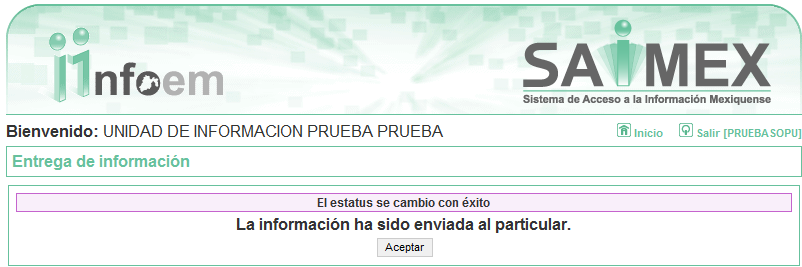 infoem
SAIMEX
Sistema de Acceso a la Información Mexiquense
Bienvenido: UNIDAD DE INFORMACION PRUEBA PRUEBA
Inicio Salir [PRUEBASOPU]
Entrega de información
El estatus se cambio con éxito
La información ha sido enviada al particular.
Aceptar